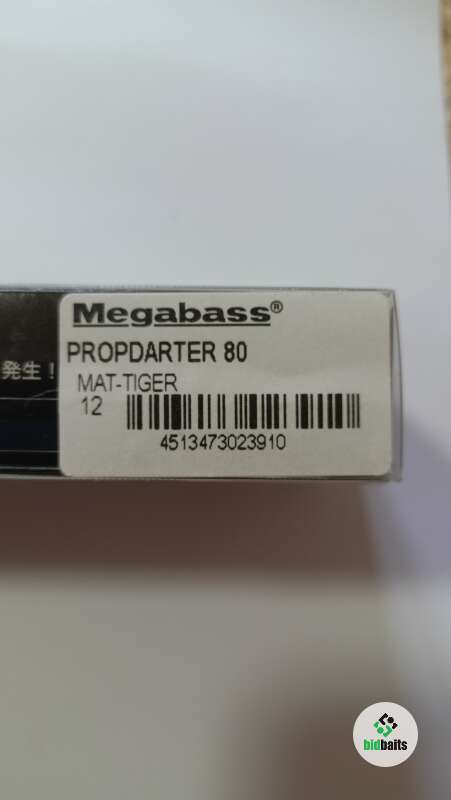 Megabass®
発生！
PROPDARTER 80
MAT-TIGER
12
4513473023910
bidbaits